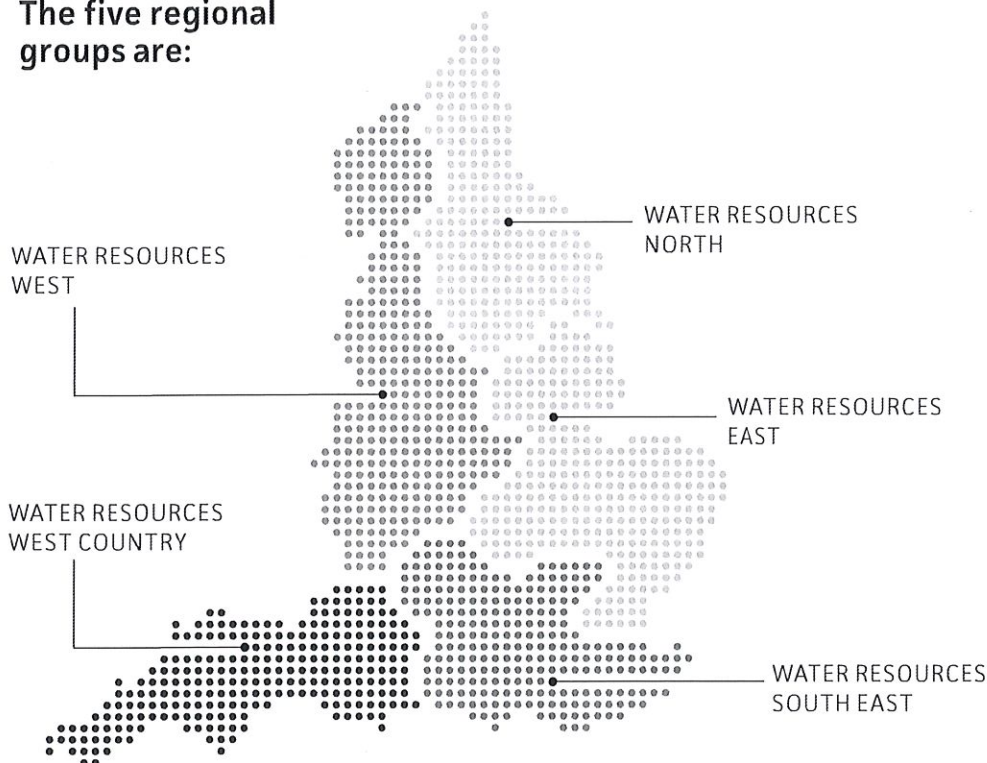 The five regional
groups are:
WATER RESOURCES
NORTH
WATER RESOURCES
WEST
WATER RESOURCES
EAST
WATER RESOURCES
WEST COUNTRY
WATER RESOURCES
SOUTH EAST